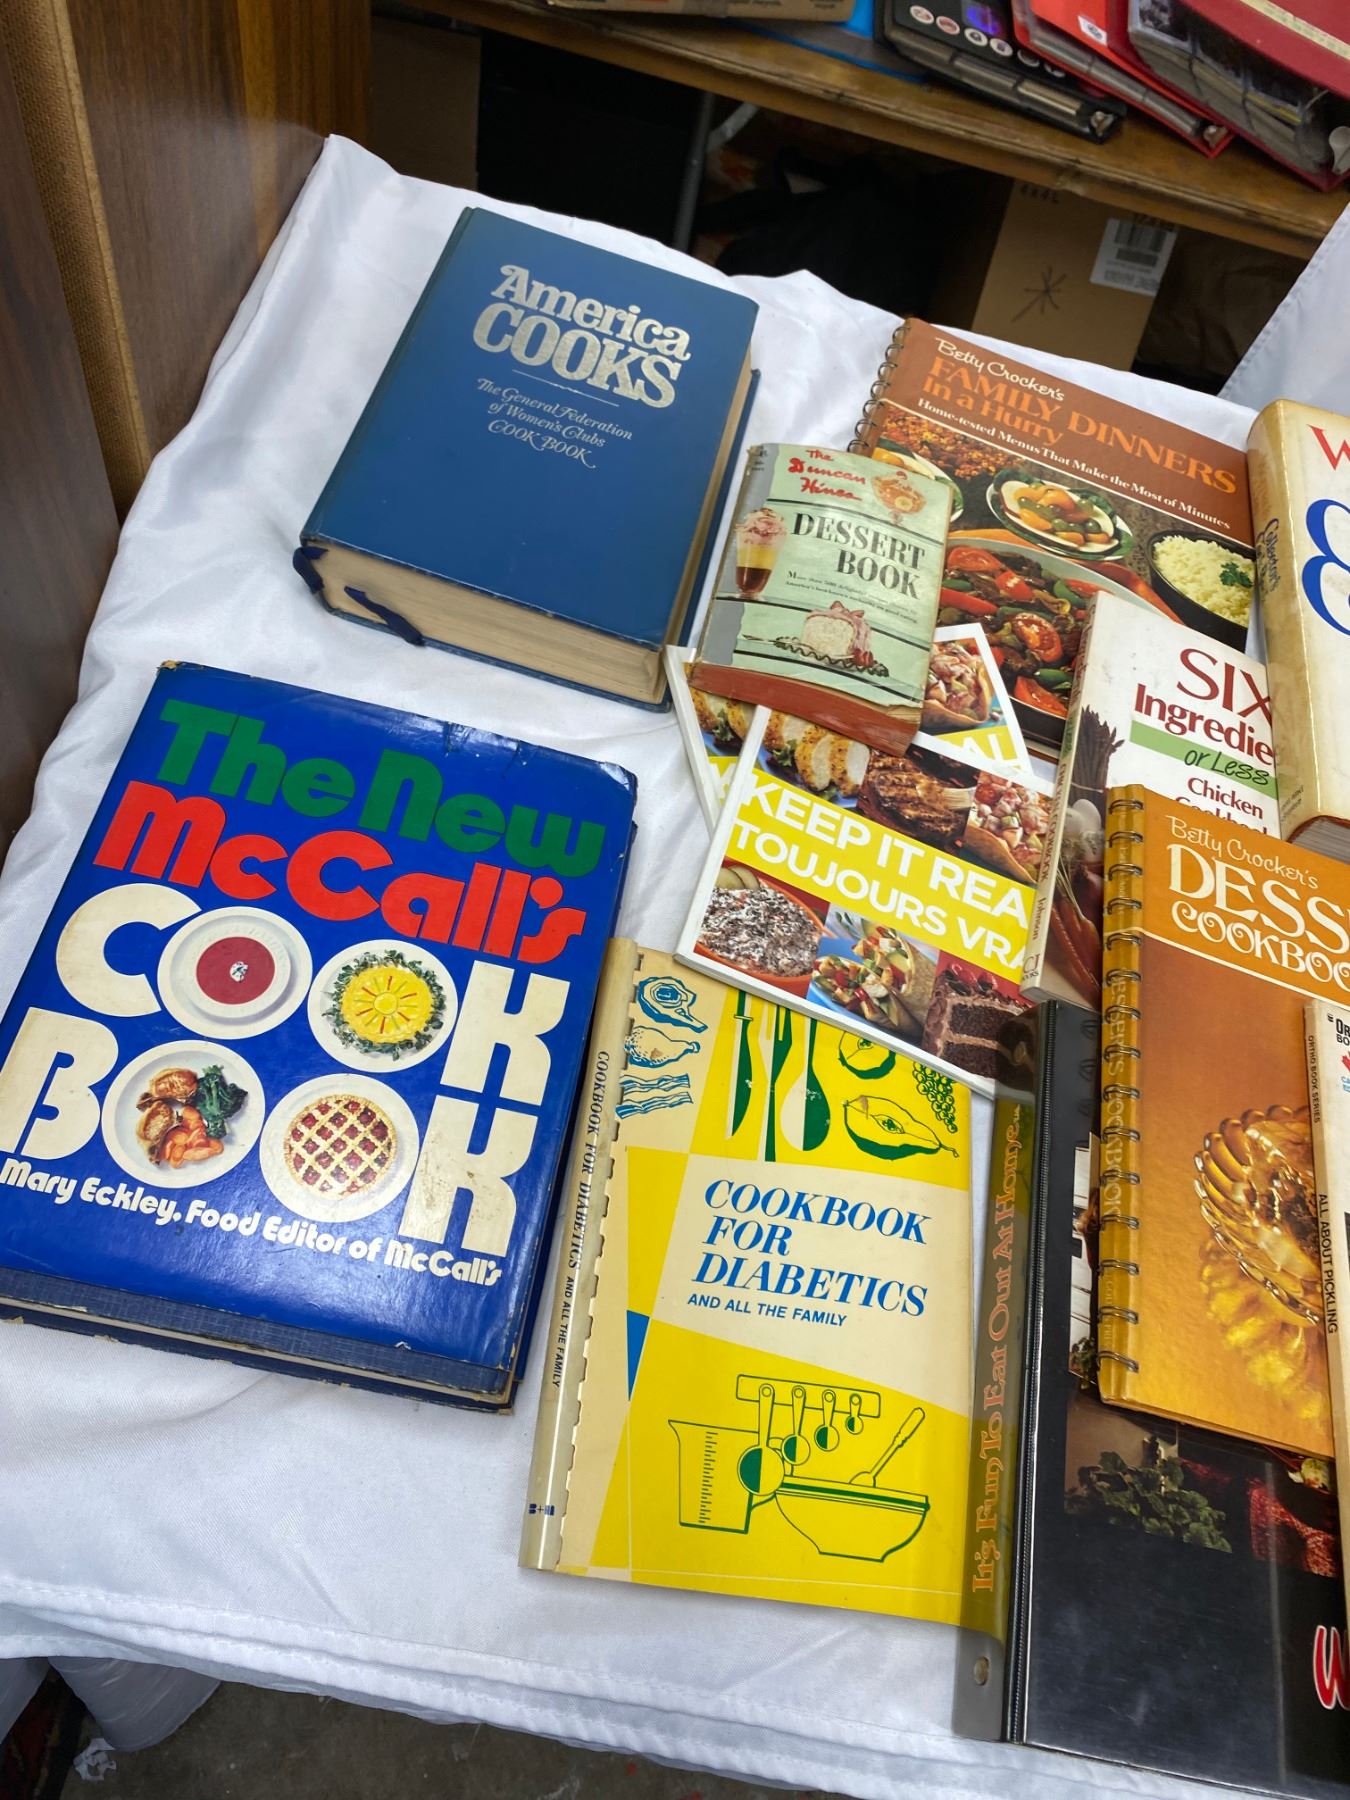 America
COOKS
The General Federation
of Women's Clubs
COOK BOOK
Betty Crocker's
FAMILY DINNERS
in a Hurry
Home-tested Menus That Make the Most of Minutes
The
Duncan
Hines
DESSERT
BOOK
W
SIX
Ingredie
or Less
Chicken
KEEP IT REA
TOUJOURS VRA
Betty Crocker's
DESS
COOKBOO
The New
McCall's
COOK
BOOK
Mary Eckley, Food Editor of McCall's
COOKBOOK FOR DIABETICS AND ALL THE FAMILY
COOKBOOK
FOR
DIABETICS
AND ALL THE FAMILY
It's Fun To Eat Out At Home
ORTHO BOOK SERIES
ALL ABOUT PICKLING